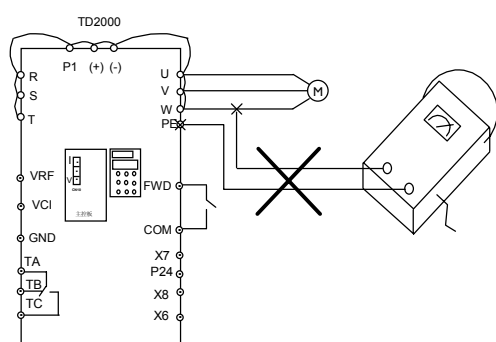 TD2000
P1 (+) (-)
R
S
T
U
V
W
PE
M
VRF
VCI
GND
TA
TB
TC
I
V
主控板
FWD
COM
X7
P24
X8
X6